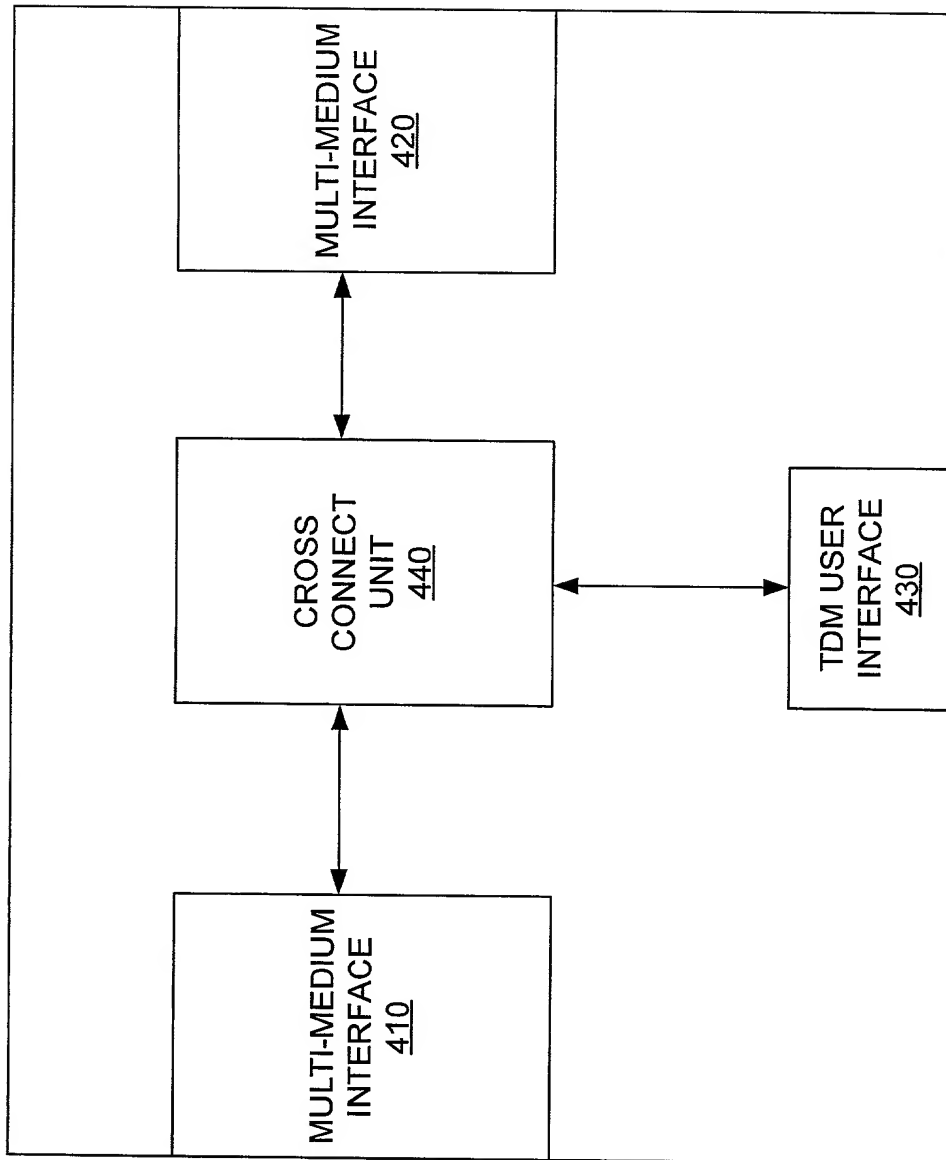 MULTI-MEDIUM
INTERFACE
410
CROSS
CONNECT
UNIT
440
MULTI-MEDIUM
INTERFACE
420
TDM USER
INTERFACE
430